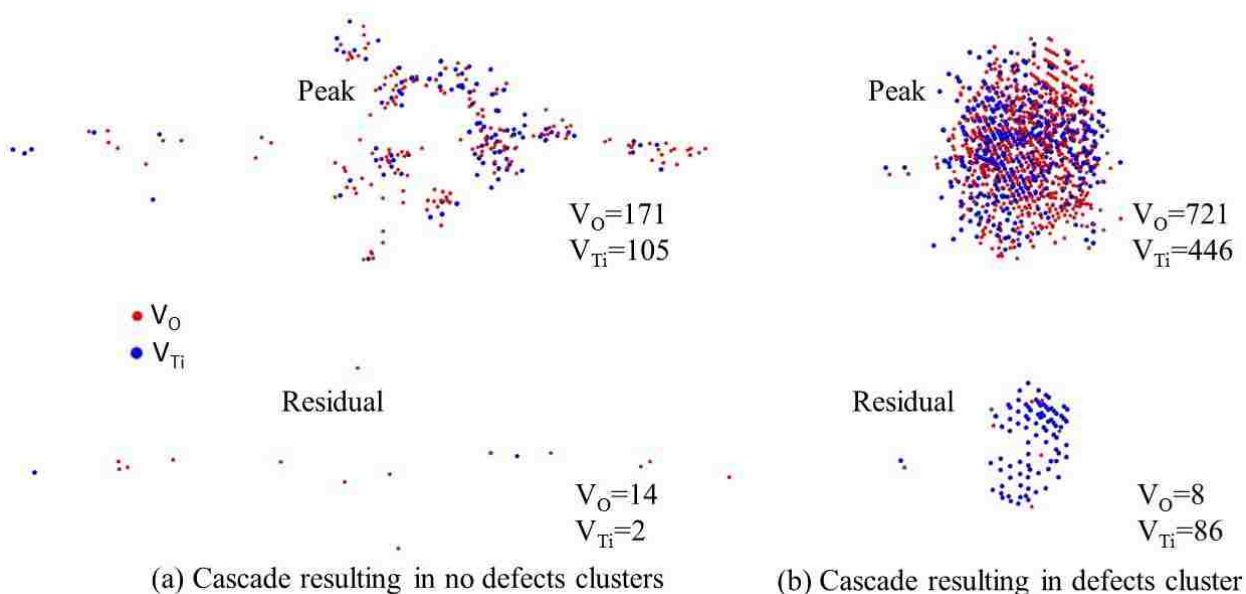 Peak
V_O=171
V_Ti=105
Peak
V_O=721
V_Ti=446
V_O
V_Ti
Residual
V_O=14
V_Ti=2
Residual
V_O=8
V_Ti=86
(a) Cascade resulting in no defects clusters
(b) Cascade resulting in defects cluster